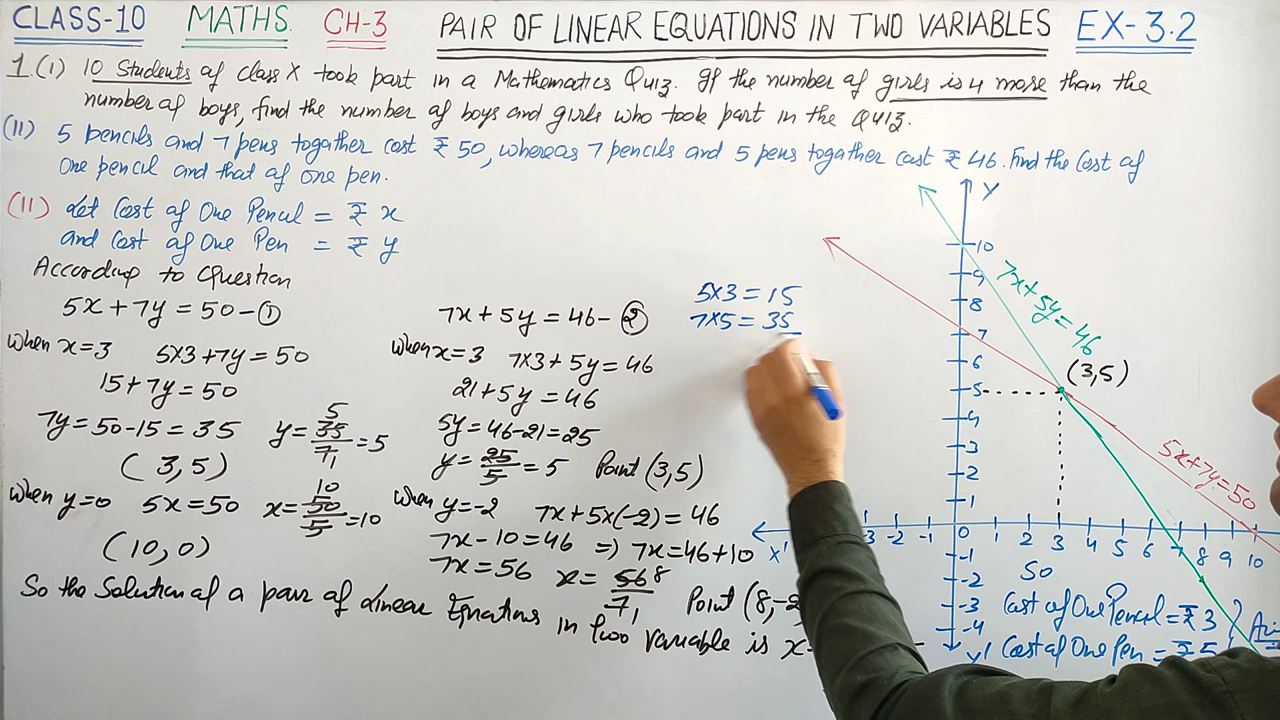 CLASS-10 MATHS CH-3 PAIR OF LINEAR EQUATIONS IN TWO VARIABLES EX-3.2
1.(i) 10 Students of class X took part in a Mathematics Quiz. If the number of girls is 4 more than the
number of boys, find the number of boys and girls who took part in the Quiz.
(II) 5 pencils and 7 pens togather cost ₹ 50, whereas 7 pencils and 5 pens togather cost ₹ 46. Find the cost of
One pencil and that of one pen.
(II) Let Cost of One Pencil = ₹ x
and Cost of One Pen = ₹ y
According to Question
5x + 7y = 50 - ①
when x=3 5×3+7y=50
15+7y=50
7y=50-15=35 y= 35/7 =5
5
1
(3,5)
when y=0 5x=50 x= 50/5 =10
10
1
(10,0)
7x+5y=46- ②
when x=3 7×3+5y=46
21+5y=46
5y=46-21=25
y= 25/5 =5 Point (3,5)
when y=-2 7x+5×(-2)=46
7x-10=46 => 7x=46+10
7x=56 x= 56/7 8
1
Point (8,-2
So the Solution of a pair of Linear Equations in two variable is x=
5×3=15
7×5=35
Y
10
9
8
7
6
5
4
3
2
1
X' -3 -2 -1 0 1 2 3 4 5 6 7 8 9 10
-1
-2
-3
-4
Y'
7x+5y=46
(3,5)
5x+7y=50
So
Cost of One Pencil = ₹3
Cost of One Pen = ₹5